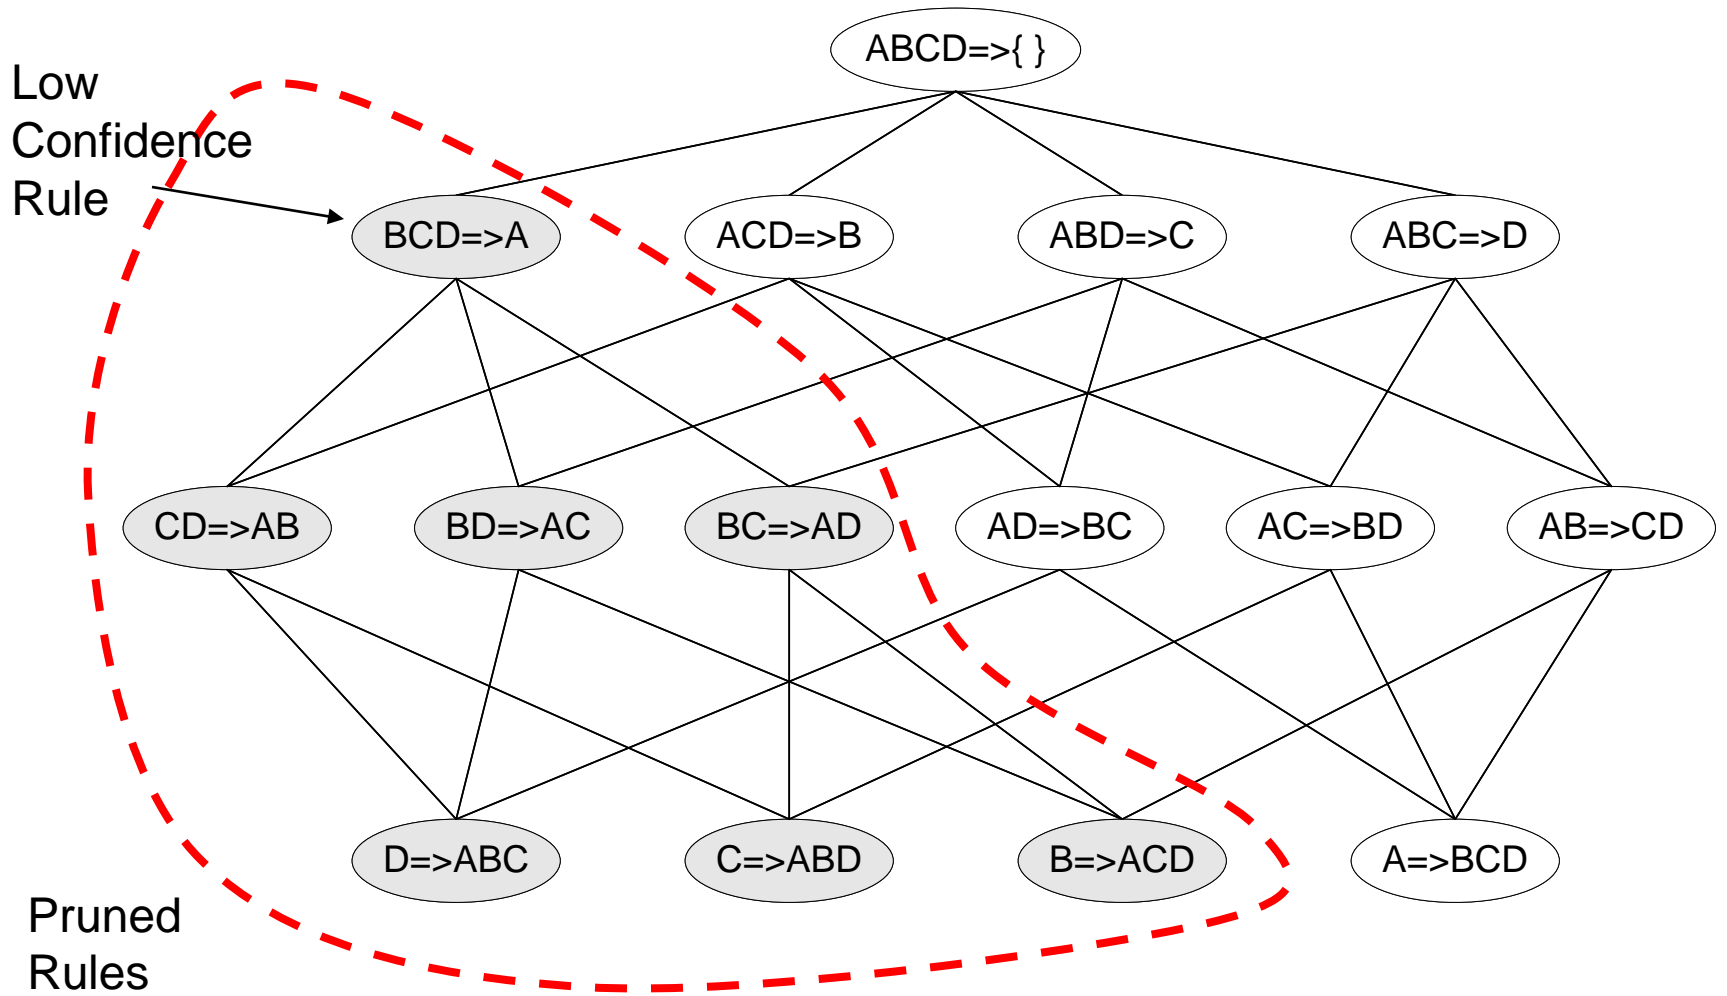 ABCD=>{ }
Low
Confidence
Rule
BCD=>A
ACD=>B
ABD=>C
ABC=>D
CD=>AB
BD=>AC
BC=>AD
AD=>BC
AC=>BD
AB=>CD
D=>ABC
C=>ABD
B=>ACD
A=>BCD
Pruned
Rules